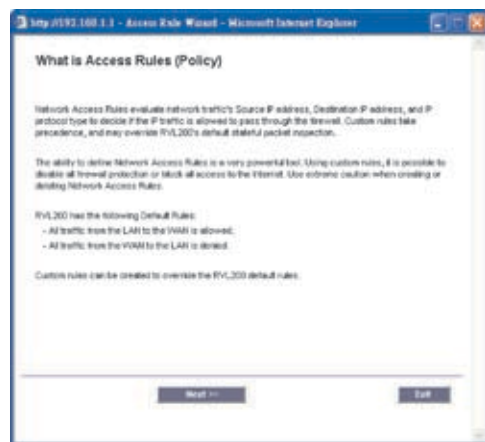 http://192.168.1.1 - Access Rule Wizard - Microsoft Internet Explorer
What is Access Rules (Policy)
Network Access Rules evaluate network traffic's Source IP address, Destination IP address, and IP
protocol type to decide if the IP traffic is allowed to pass through the firewall. Custom rules take
precedence, and may override RVL200's default stateful packet inspection.
The ability to define Network Access Rules is a very powerful tool. Using custom rules, it is possible to
disable all firewall protection or block all access to the Internet. Use extreme caution when creating or
deleting Network Access Rules.
RVL200 has the following Default Rules:
- All traffic from the LAN to the WAN is allowed.
- All traffic from the WAN to the LAN is denied.
Custom rules can be created to override the RVL200 default rules.
Next >>
Exit